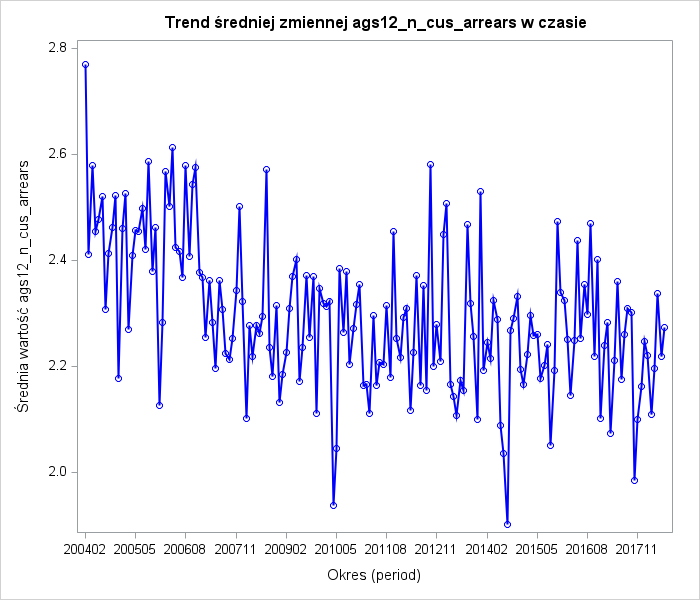 Trend średniej zmiennej ags12_n_cus_arrears w czasie
Średnia wartość ags12_n_cus_arrears
2.8
2.6
2.4
2.2
2.0
200402 200505 200608 200711 200902 201005 201108 201211 201402 201505 201608 201711
Okres (period)